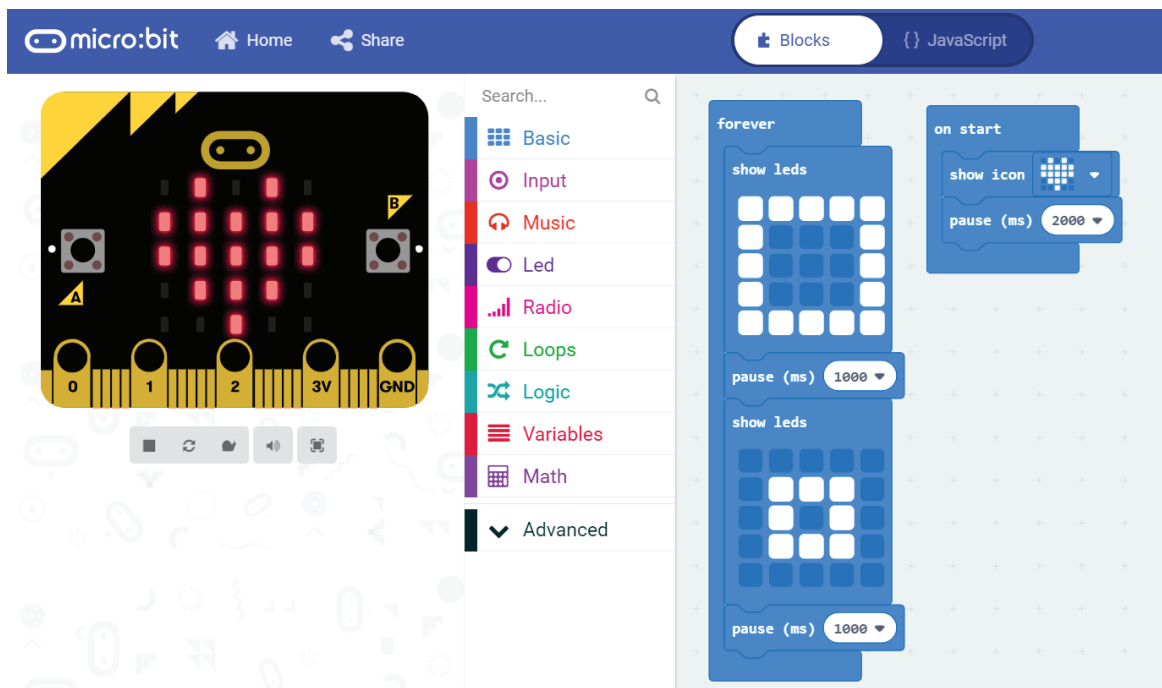 micro:bit Home Share Blocks {} JavaScript
B
A
0 1 2 3V GND
Search...
Basic
Input
Music
Led
Radio
Loops
Logic
Variables
Math
Advanced
forever
show leds
pause (ms) 1000
show leds
pause (ms) 1000
on start
show icon
pause (ms) 2000